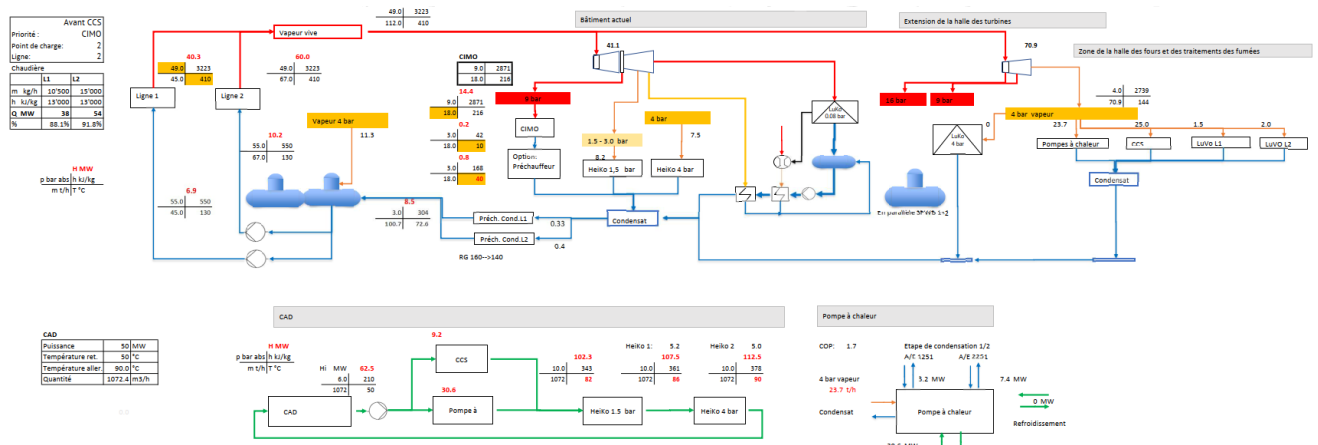 Avant CCS
Priorité : CIMO
Point de charge: 2
Ligne: 2
Chaudière
L1 L2
m kg/h 10'500 15'000
h kJ/kg 13'000 13'000
Q MW 38 54
% 88.1% 91.8%
H MW
p bar abs h kJ/kg
m t/h T °C
49.0 3223
112.0 410
Vapeur vive
40.3
49.0 3223
45.0 410
60.0
49.0 3223
67.0 410
Ligne 1
Ligne 2
10.2
55.0 550
67.0 130
6.9
55.0 550
45.0 130
Vapeur 4 bar
11.3
8.5
3.0 304
100.7 72.6
CIMO
9.0 2871
18.0 216
14.4
9.0 2871
18.0 216
0.2
3.0 42
18.0 10
0.8
3.0 168
18.0 40
Préch. Cond.L1
0.33
Préch. Cond.L2
0.4
RG 160-->140
Bâtiment actuel
41.1
9 bar
CIMO
Option:
Préchauffeur
1.5 - 3.0 bar
8.2
HeiKo 1,5 bar
4 bar
7.5
HeiKo 4 bar
Condensat
LuKo
0.08 bar
Extension de la halle des turbines
70.9
16 bar
9 bar
LuKo
4 bar
0
En parallèle SPWB 1+2
Zone de la halle des fours et des traitements des fumées
4.0 2739
70.9 144
4 bar vapeur
23.7
25.0
1.5
2.0
Pompes à chaleur
CCS
LuVo L1
LuVO L2
Condensat
CAD
Puissance 50 MW
Température ret. 50 °C
Température aller. 90.0 °C
Quantité 1072.4 m3/h
0.0
CAD
H MW
p bar abs h kJ/kg
m t/h T °C
Hi MW 62.5
6.0 210
1072 50
CAD
9.2
CCS
30.6
Pompe à
HeiKo 1: 5.2
102.3
10.0 343
1072 82
107.5
10.0 361
1072 86
HeiKo 2 5.0
112.5
10.0 378
1072 90
HeiKo 1.5 bar
HeiKo 4 bar
Pompe à chaleur
COP: 1.7
Etape de condensation 1/2
A/E 1251
A/E 2251
3.2 MW
7.4 MW
4 bar vapeur
23.7 t/h
Condensat
Pompe à chaleur
0 MW
Refroidissement